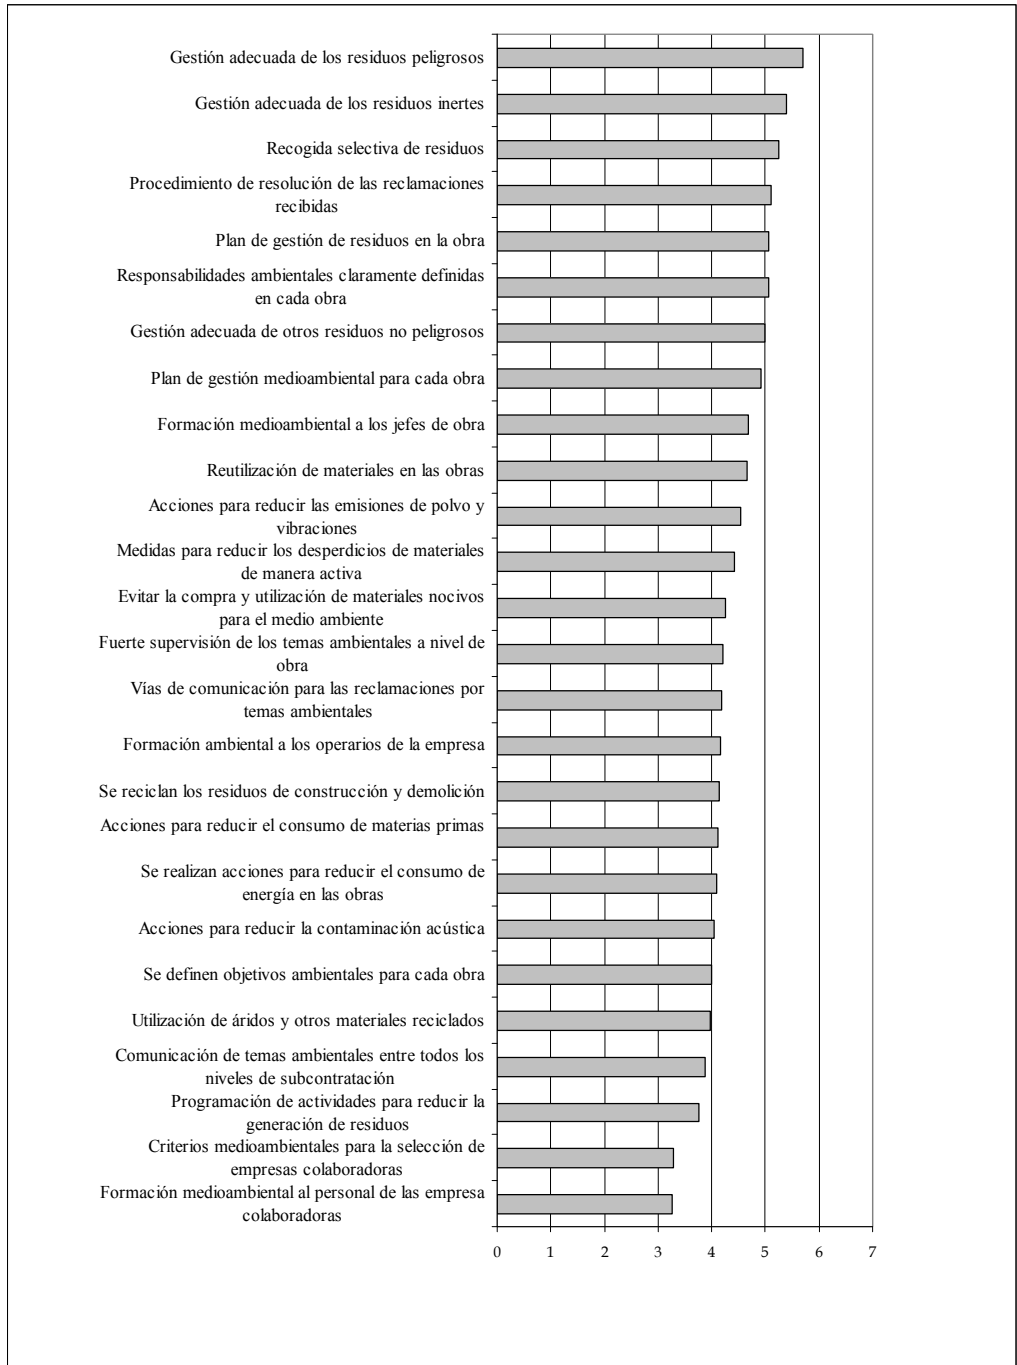 Gestión adecuada de los residuos peligrosos
Gestión adecuada de los residuos inertes
Recogida selectiva de residuos
Procedimiento de resolución de las reclamaciones
recibidas
Plan de gestión de residuos en la obra
Responsabilidades ambientales claramente definidas
en cada obra
Gestión adecuada de otros residuos no peligrosos
Plan de gestión medioambiental para cada obra
Formación medioambiental a los jefes de obra
Reutilización de materiales en las obras
Acciones para reducir las emisiones de polvo y
vibraciones
Medidas para reducir los desperdicios de materiales
de manera activa
Evitar la compra y utilización de materiales nocivos
para el medio ambiente
Fuerte supervisión de los temas ambientales a nivel de
obra
Vías de comunicación para las reclamaciones por
temas ambientales
Formación ambiental a los operarios de la empresa
Se reciclan los residuos de construcción y demolición
Acciones para reducir el consumo de materias primas
Se realizan acciones para reducir el consumo de
energía en las obras
Acciones para reducir la contaminación acústica
Se definen objetivos ambientales para cada obra
Utilización de áridos y otros materiales reciclados
Comunicación de temas ambientales entre todos los
niveles de subcontratación
Programación de actividades para reducir la
generación de residuos
Criterios medioambientales para la selección de
empresas colaboradoras
Formación medioambiental al personal de las empresa
colaboradoras
0 1 2 3 4 5 6 7